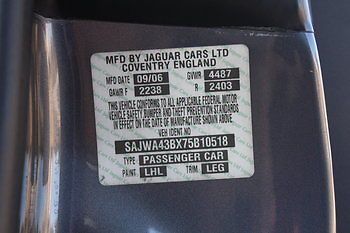 MFD BY JAGUAR CARS LTD
COVENTRY ENGLAND
MFD DATE 09/06 GVWR 4487
GAWR F 2238 R 2403
THIS VEHICLE CONFORMS TO ALL APPLICABLE FEDERAL MOTOR
VEHICLE SAFETY BUMPER AND THEFT PREVENTION STANDARDS
IN EFFECT ON THE DATE OF MANUFACTURE SHOWN ABOVE
VEH IDENT NO
SAJWA43BX75B10518
TYPE: PASSENGER CAR
PAINT: LHL TRIM: LEG